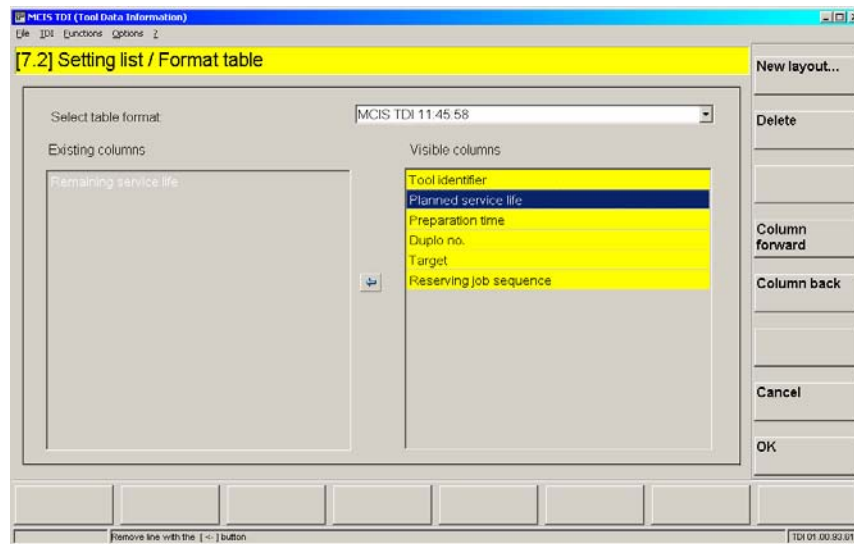 MCIS TDI (Tool Data Information)
File TDI Functions Options ?
[7.2] Setting list / Format table
Select table format
MCIS TDI 11:45:58
Existing columns
Visible columns
Remaining service life
Tool identifier
Planned service life
Preparation time
Duplo no.
Target
Reserving job sequence
New layout...
Delete
Column
forward
Column back
Cancel
OK
Remove line with the [ <- ] button
TDI 01.00.93.01